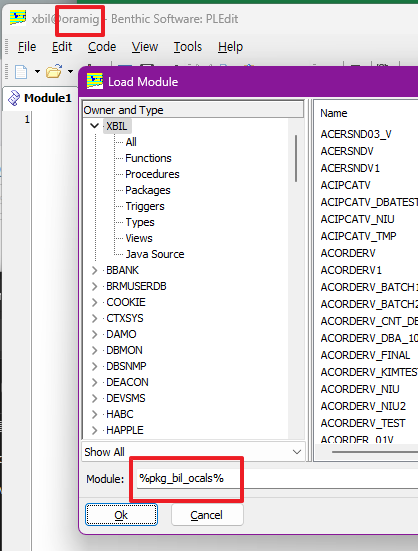 xbil@oramig - Benthic Software: PLEdit
File Edit Code View Tools Help
Load Module
Module1
1
Owner and Type
XBIL
All
Functions
Procedures
Packages
Triggers
Types
Views
Java Source
BBANK
BRMUSERDB
COOKIE
CTXSYS
DAMO
DBMON
DBSNMP
DEACON
DEVSMS
HABC
HAPPLE
Show All
Name
ACERSND03_V
ACERSNDV
ACERSNDV1
ACIPCATV
ACIPCATV_DBATEST
ACIPCATV_NIU
ACIPCATV_TMP
ACORDERV
ACORDERV1
ACORDERV_BATCH1
ACORDERV_BATCH2
ACORDERV_CNT_DB
ACORDERV_DBA_10
ACORDERV_FINAL
ACORDERV_KIMTES
ACORDERV_NIU
ACORDERV_NIU2
ACORDERV_TEST
ACORDER_01V
Module: %pkg_bil_ocals%
Ok Cancel